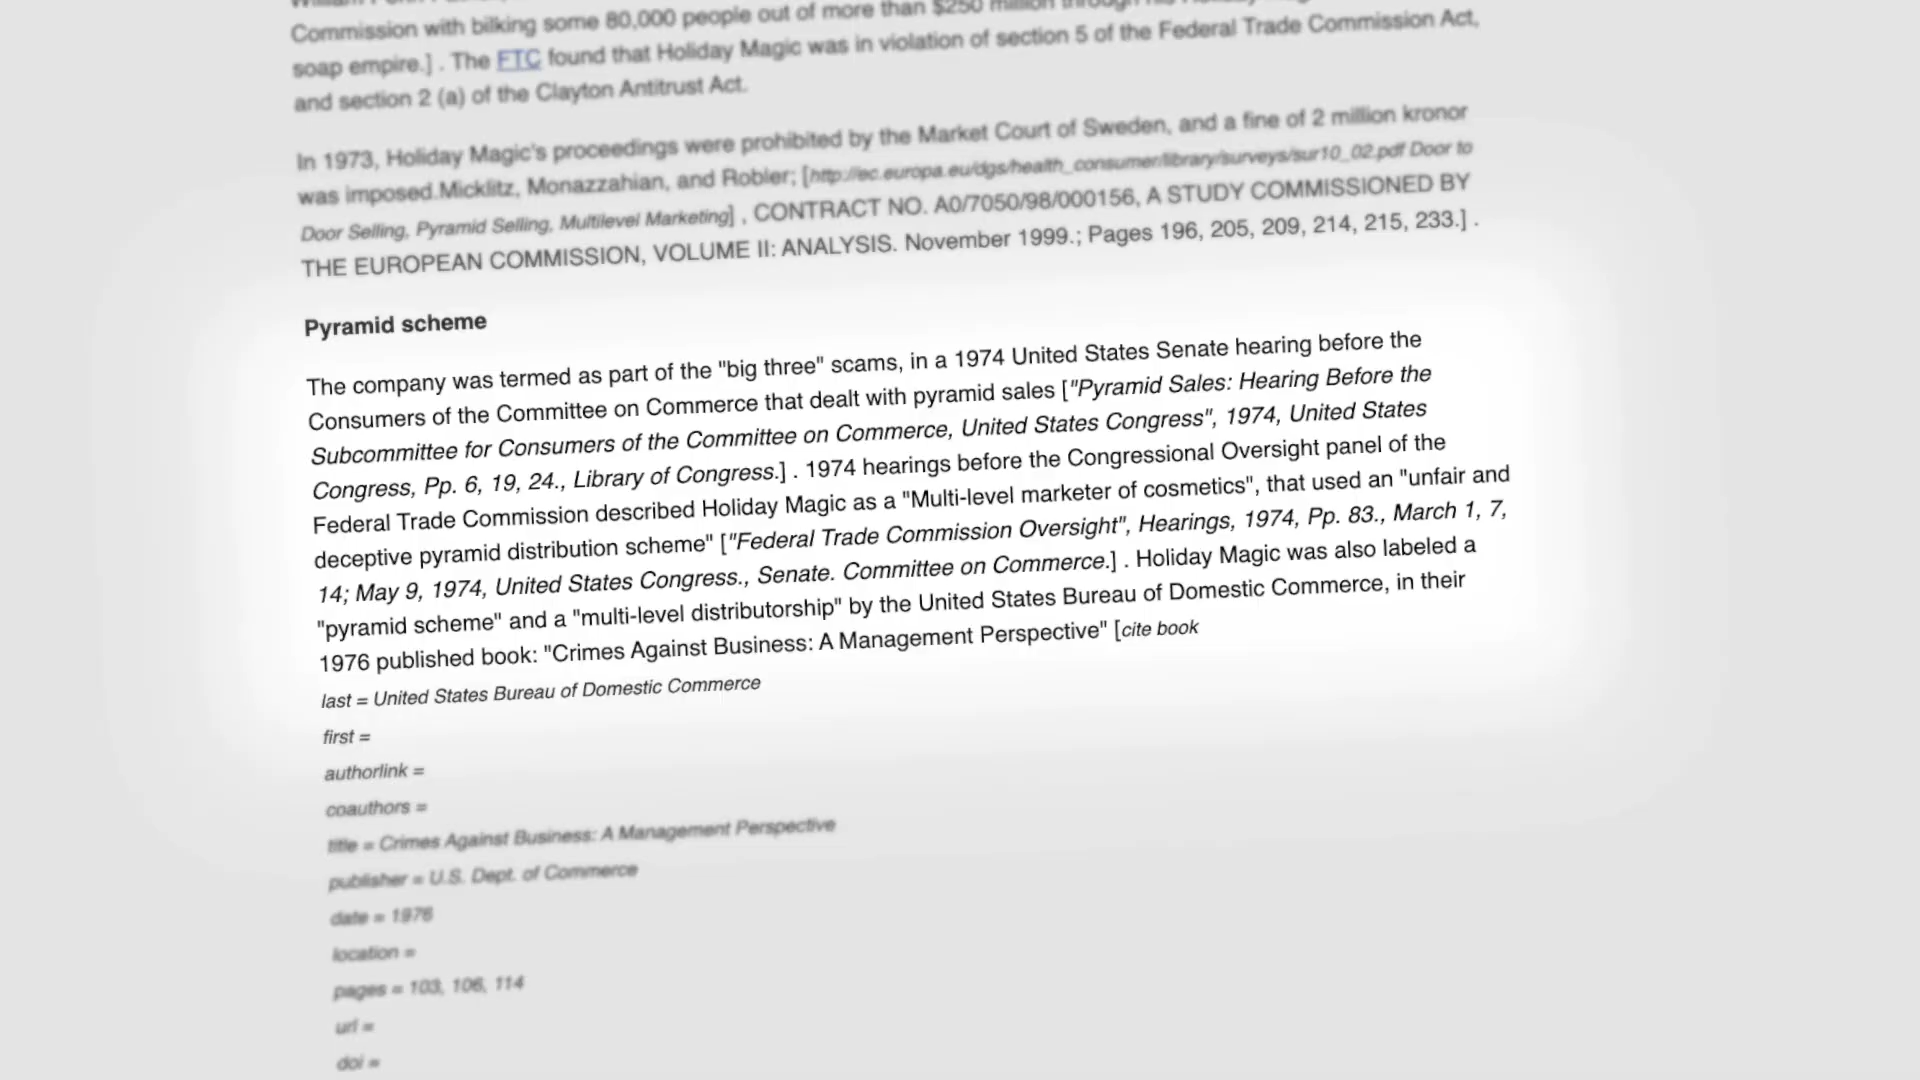 Commission with bilking some 80,000 people out of more than $250 million through his Holiday
soap empire.] . The FTC found that Holiday Magic was in violation of section 5 of the Federal Trade Commission Act,
and section 2 (a) of the Clayton Antitrust Act.
In 1973, Holiday Magic's proceedings were prohibited by the Market Court of Sweden, and a fine of 2 million kronor
was imposed.Micklitz, Monazzahian, and Robler; [http://ec.europa.eu/dgs/health_consumer/library/surveys/sur10_02.pdf Door to
Door Selling, Pyramid Selling, Multilevel Marketing] , CONTRACT NO. A0/7050/98/000156, A STUDY COMMISSIONED BY
THE EUROPEAN COMMISSION, VOLUME II: ANALYSIS. November 1999.; Pages 196, 205, 209, 214, 215, 233.] .
Pyramid scheme
The company was termed as part of the "big three" scams, in a 1974 United States Senate hearing before the
Consumers of the Committee on Commerce that dealt with pyramid sales ["Pyramid Sales: Hearing Before the
Subcommittee for Consumers of the Committee on Commerce, United States Congress", 1974, United States
Congress, Pp. 6, 19, 24., Library of Congress.] . 1974 hearings before the Congressional Oversight panel of the
Federal Trade Commission described Holiday Magic as a "Multi-level marketer of cosmetics", that used an "unfair and
deceptive pyramid distribution scheme" ["Federal Trade Commission Oversight", Hearings, 1974, Pp. 83., March 1, 7,
14; May 9, 1974, United States Congress., Senate. Committee on Commerce.] . Holiday Magic was also labeled a
"pyramid scheme" and a "multi-level distributorship" by the United States Bureau of Domestic Commerce, in their
1976 published book: "Crimes Against Business: A Management Perspective" [cite book
last = United States Bureau of Domestic Commerce
first =
authorlink =
coauthors =
title = Crimes Against Business: A Management Perspective
publisher = U.S. Dept. of Commerce
date = 1976
location =
pages = 103, 106, 114
url =
doi =